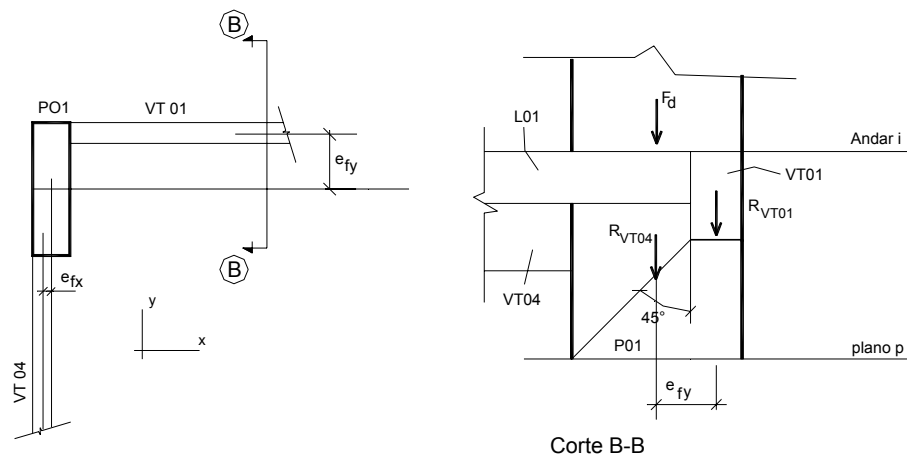 B
PO1
VT 01
e fy
B
e fx
y
x
VT 04
F d
L01
Andar i
VT01
R VT01
R VT04
VT04
45°
P01
plano p
e fy
Corte B-B